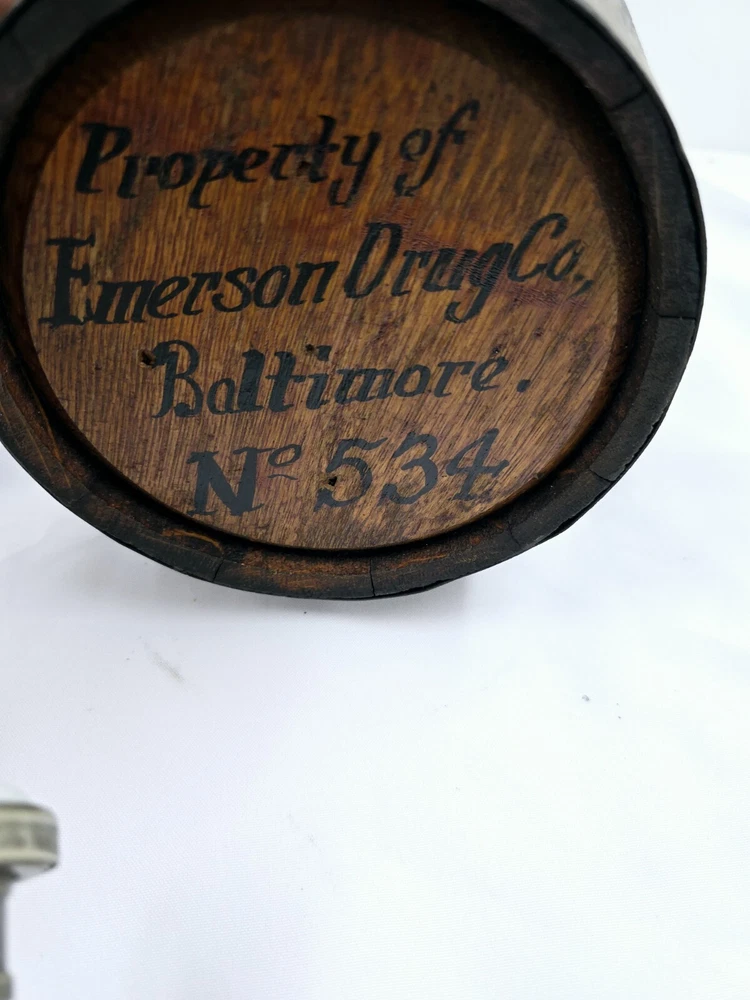 Property of
Emerson Drug Co.,
Baltimore.
Nº 534